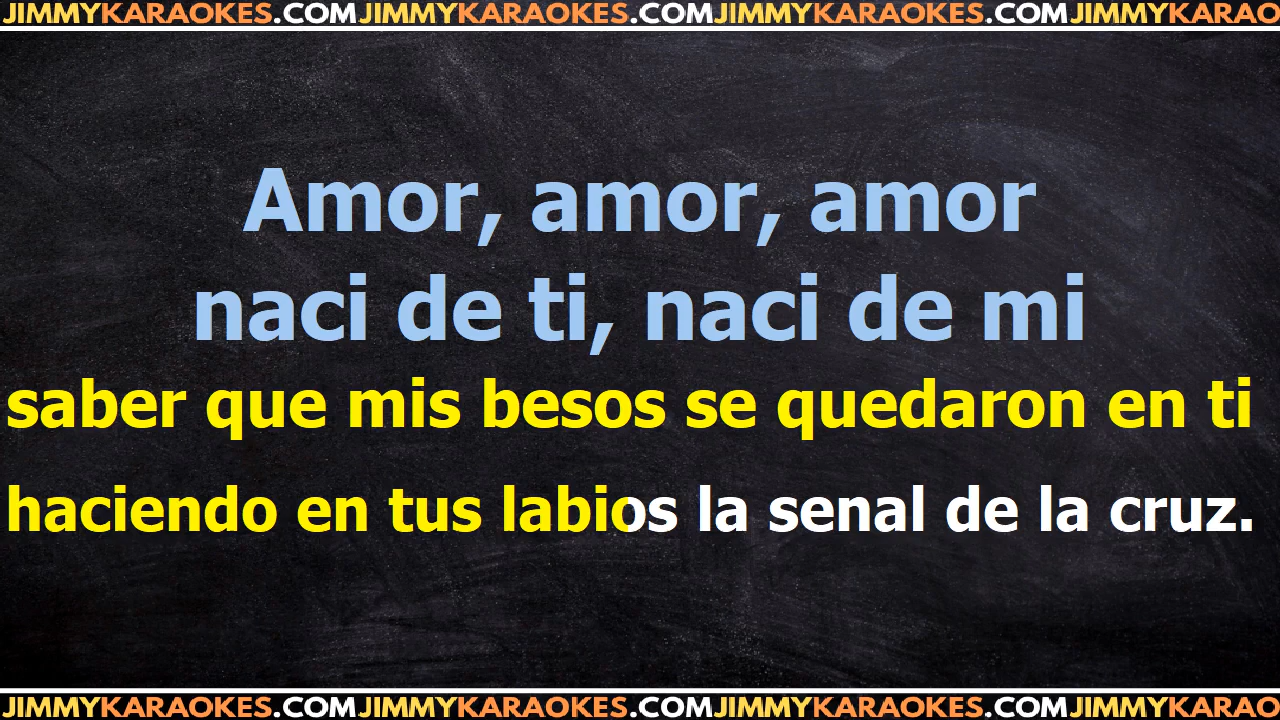 JIMMYKARAOKES.COMJIMMYKARAOKES.COMJIMMYKARAOKES.COMJIMMYKARAO
Amor, amor, amor
naci de ti, naci de mi
saber que mis besos se quedaron en ti
haciendo en tus labios la senal de la cruz.
JIMMYKARAOKES.COMJIMMYKARAOKES.COMJIMMYKARAOKES.COMJIMMYKARAO